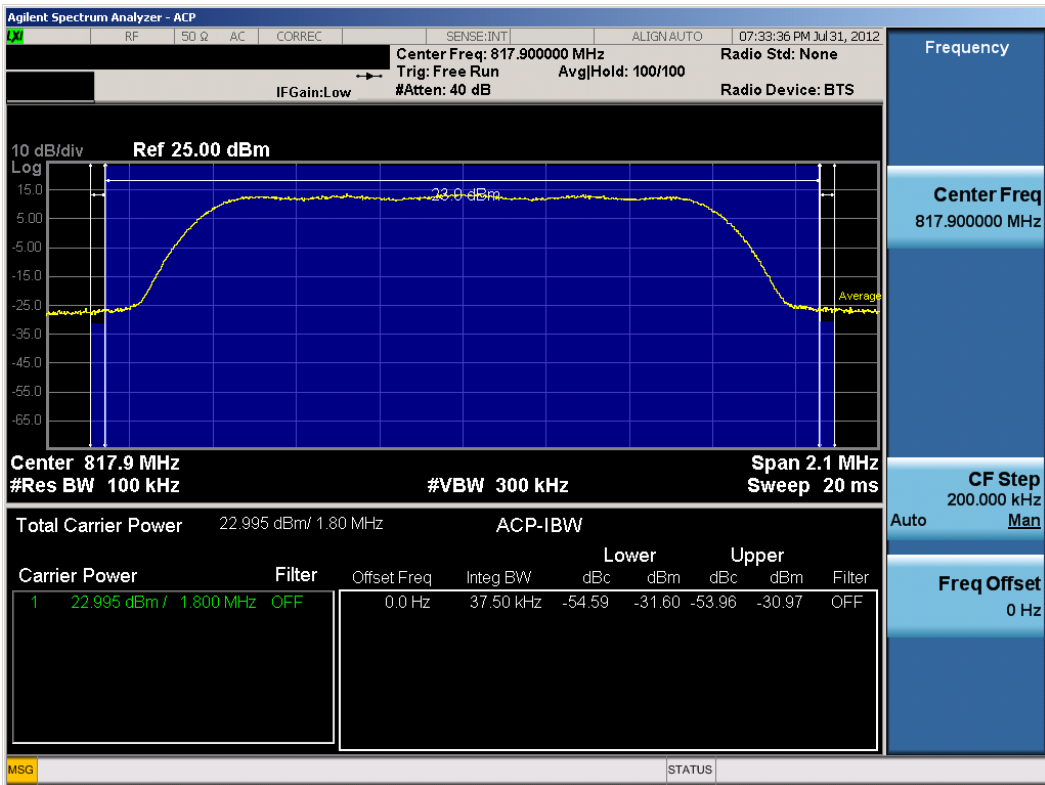 Agilent Spectrum Analyzer - ACP
LXI RF 50 Ω AC CORREC SENSE:INT ALIGN AUTO 07:33:36 PM Jul 31, 2012
Center Freq: 817.900000 MHz Radio Std: None
Trig: Free Run Avg|Hold: 100/100
IFGain:Low #Atten: 40 dB Radio Device: BTS
Frequency
10 dB/div Ref 25.00 dBm
Log
15.0
5.00
-5.00
-15.0
-25.0
-35.0
-45.0
-55.0
-65.0
23.0 dBm
Average
Center Freq
817.900000 MHz
Center 817.9 MHz Span 2.1 MHz
#Res BW 100 kHz #VBW 300 kHz Sweep 20 ms
CF Step
200.000 kHz
Auto Man
Total Carrier Power 22.995 dBm/ 1.80 MHz ACP-IBW
Lower Upper
Carrier Power Filter Offset Freq Integ BW dBc dBm dBc dBm Filter
1 22.995 dBm / 1.800 MHz OFF 0.0 Hz 37.50 kHz -54.59 -31.60 -53.96 -30.97 OFF
Freq Offset
0 Hz
MSG STATUS